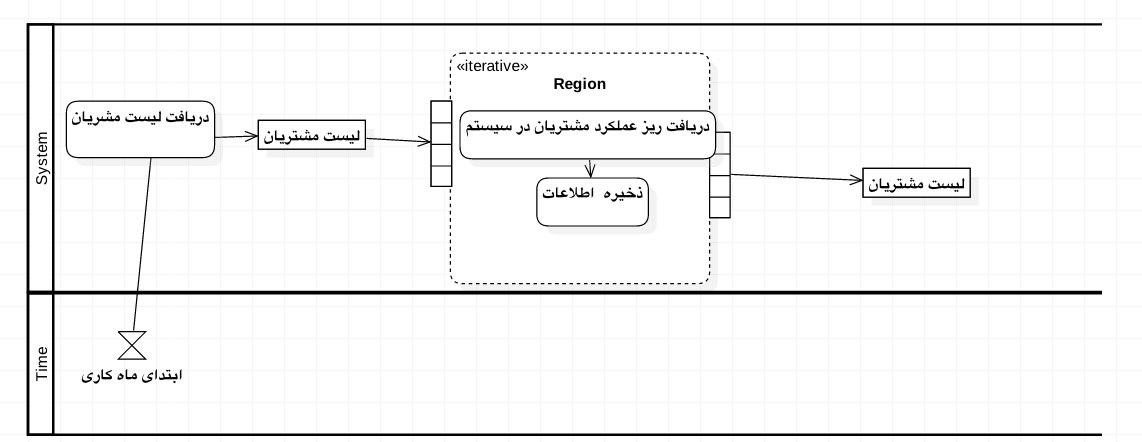 System
«iterative»
Region
دریافت لیست مشریان
لیست مشتریان
دریافت ریز عملکرد مشتریان در سیستم
ذخیره اطلاعات
لیست مشتریان
Time
ابتدای ماه کاری